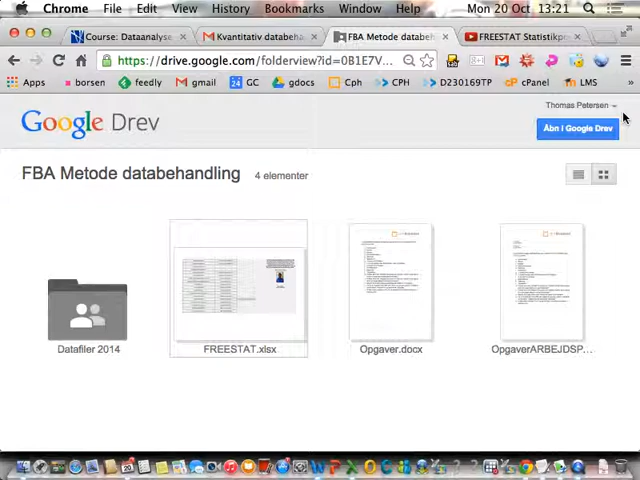 Chrome File Edit View History Bookmarks Window Help Mon 20 Oct 13:21
Course: Dataanalyse Kvantitativ databeha FBA Metode databeh FREESTAT Statistikpr
https://drive.google.com/folderview?id=0B1E7V...
Apps borsen feedly gmail GC gdocs Cph CPH D230169TP cPanel LMS »
Thomas Petersen
Google Drev
Åbn i Google Drev
FBA Metode databehandling 4 elementer
Datafiler 2014 FREESTAT.xlsx Opgaver.docx OpgaverARBEJDSP...